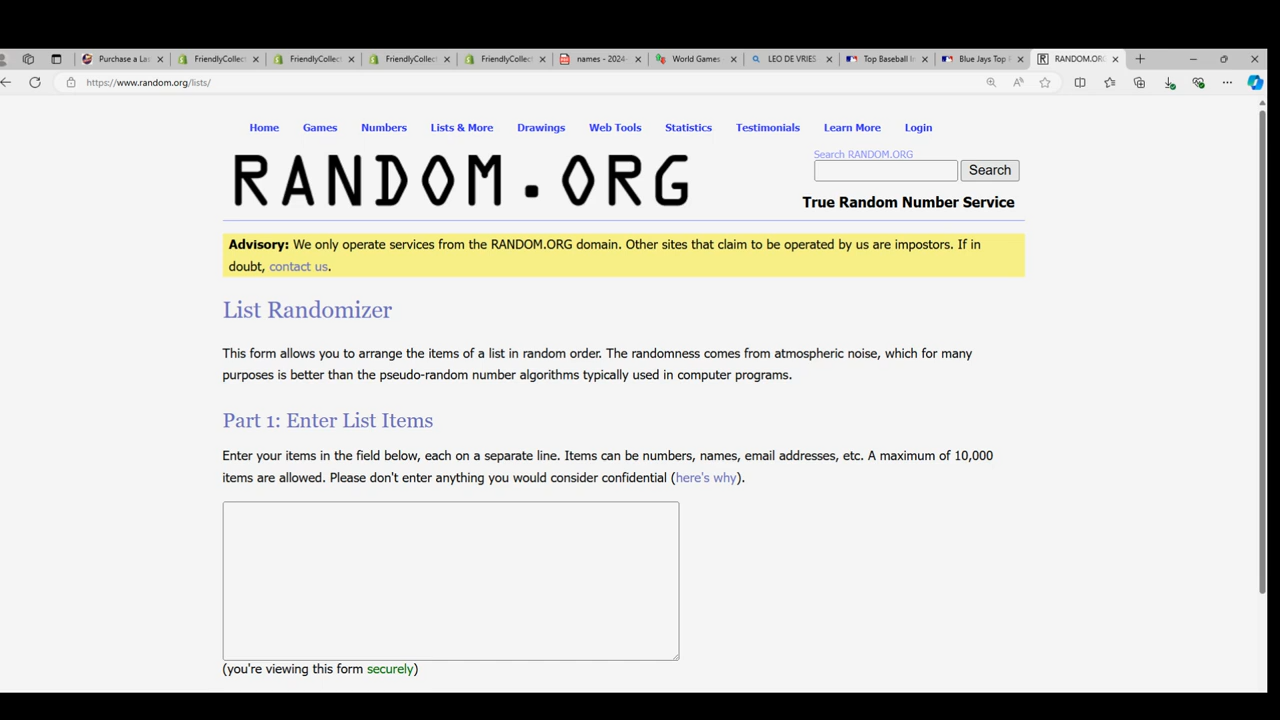 Purchase a La
FriendlyCollect
FriendlyCollect
FriendlyCollect
FriendlyCollect
names - 2024-
World Games
LEO DE VRIES
Top Baseball In
Blue Jays Top P
RANDOM.ORG
https://www.random.org/lists/
Home Games Numbers Lists & More Drawings Web Tools Statistics Testimonials Learn More Login
RANDOM.ORG
Search RANDOM.ORG
Search
True Random Number Service
Advisory: We only operate services from the RANDOM.ORG domain. Other sites that claim to be operated by us are impostors. If in
doubt, contact us.
List Randomizer
This form allows you to arrange the items of a list in random order. The randomness comes from atmospheric noise, which for many
purposes is better than the pseudo-random number algorithms typically used in computer programs.
Part 1: Enter List Items
Enter your items in the field below, each on a separate line. Items can be numbers, names, email addresses, etc. A maximum of 10,000
items are allowed. Please don't enter anything you would consider confidential (here's why).
(you're viewing this form securely)